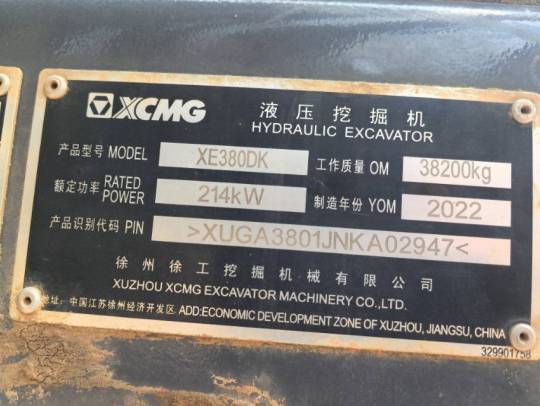 XCMG 液压挖掘机
HYDRAULIC EXCAVATOR
产品型号 MODEL XE380DK 工作质量 OM 38200kg
额定功率 RATED POWER 214kW 制造年份 YOM 2022
产品识别代码 PIN >XUGA3801JNKA02947<
徐州徐工挖掘机械有限公司
XUZHOU XCMG EXCAVATOR MACHINERY CO.,LTD.
地址: 中国江苏徐州经济开发区 ADD:ECONOMIC DEVELOPMENT ZONE OF XUZHOU, JIANGSU, CHINA
329901758